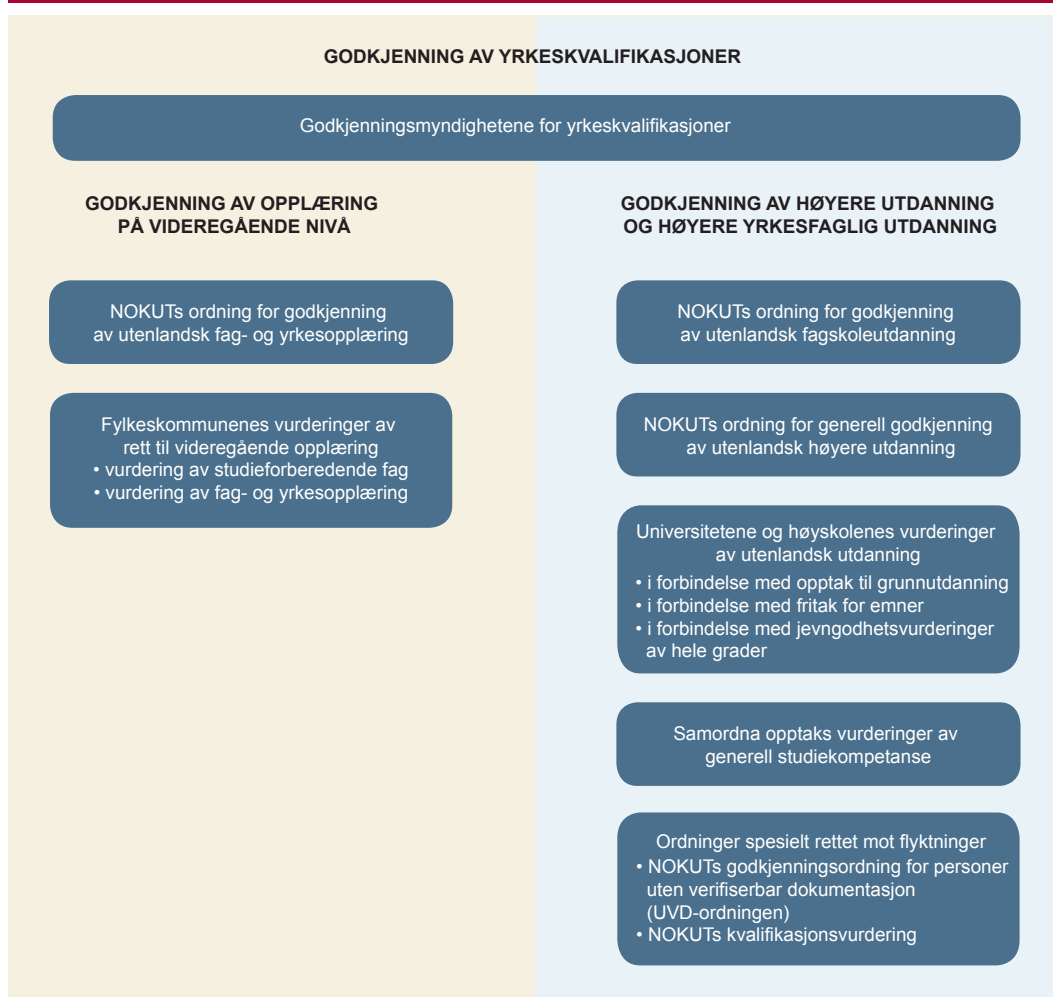 GODKJENNING AV YRKESKVALIFIKASJONER
Godkjenningsmyndighetene for yrkeskvalifikasjoner
GODKJENNING AV OPPLÆRING
PÅ VIDEREGÅENDE NIVÅ
NOKUTs ordning for godkjenning
av utenlandsk fag- og yrkesopplæring
Fylkeskommunenes vurderinger av
rett til videregående opplæring
• vurdering av studieforberedende fag
• vurdering av fag- og yrkesopplæring
GODKJENNING AV HØYERE UTDANNING
OG HØYERE YRKESFAGLIG UTDANNING
NOKUTs ordning for godkjenning
av utenlandsk fagskoleutdanning
NOKUTs ordning for generell godkjenning
av utenlandsk høyere utdanning
Universitetene og høyskolenes vurderinger
av utenlandsk utdanning
• i forbindelse med opptak til grunnutdanning
• i forbindelse med fritak for emner
• i forbindelse med jevngodhetsvurderinger
av hele grader
Samordna opptaks vurderinger av
generell studiekompetanse
Ordninger spesielt rettet mot flyktninger
• NOKUTs godkjenningsordning for personer
uten verifiserbar dokumentasjon
(UVD-ordningen)
• NOKUTs kvalifikasjonsvurdering